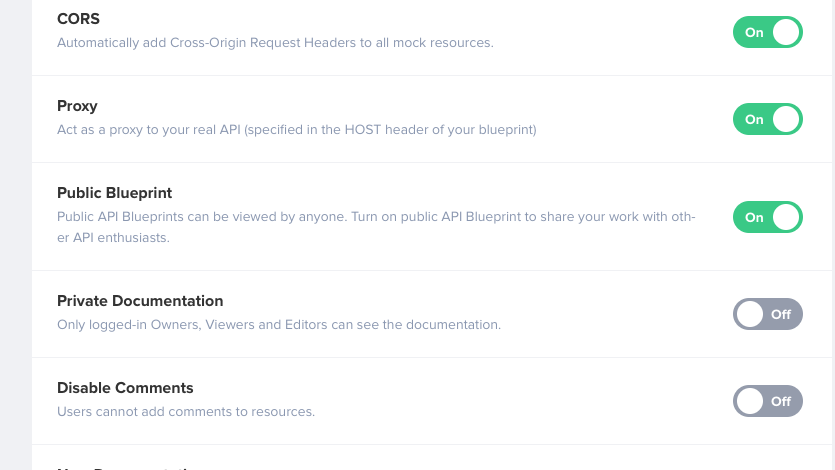 CORS
Automatically add Cross-Origin Request Headers to all mock resources.
On
Proxy
Act as a proxy to your real API (specified in the HOST header of your blueprint)
On
Public Blueprint
Public API Blueprints can be viewed by anyone. Turn on public API Blueprint to share your work with oth-
er API enthusiasts.
On
Private Documentation
Only logged-in Owners, Viewers and Editors can see the documentation.
Off
Disable Comments
Users cannot add comments to resources.
Off